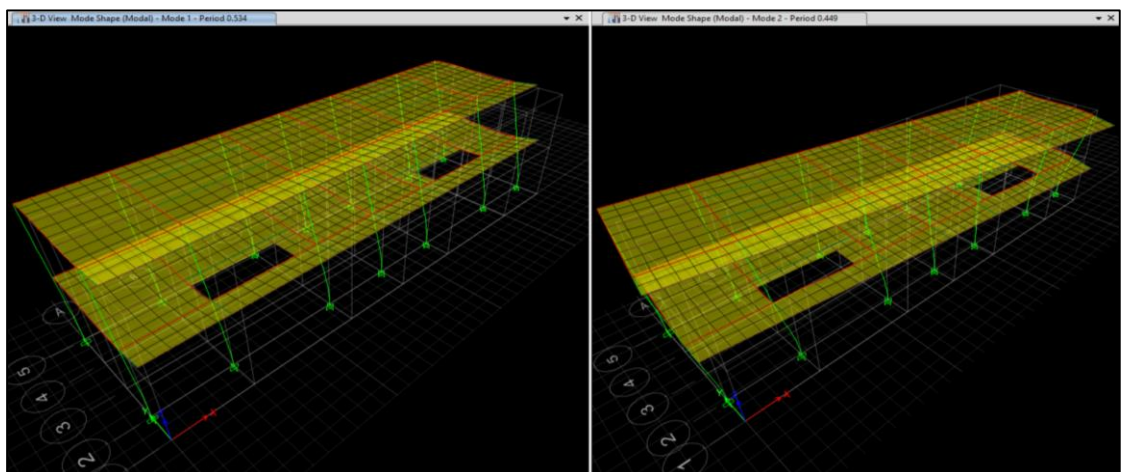 3-D View Mode Shape (Modal) - Mode 1 - Period 0.534
3-D View Mode Shape (Modal) - Mode 2 - Period 0.449
A
5
4
3
2
X
A
5
4
3
2
1
X